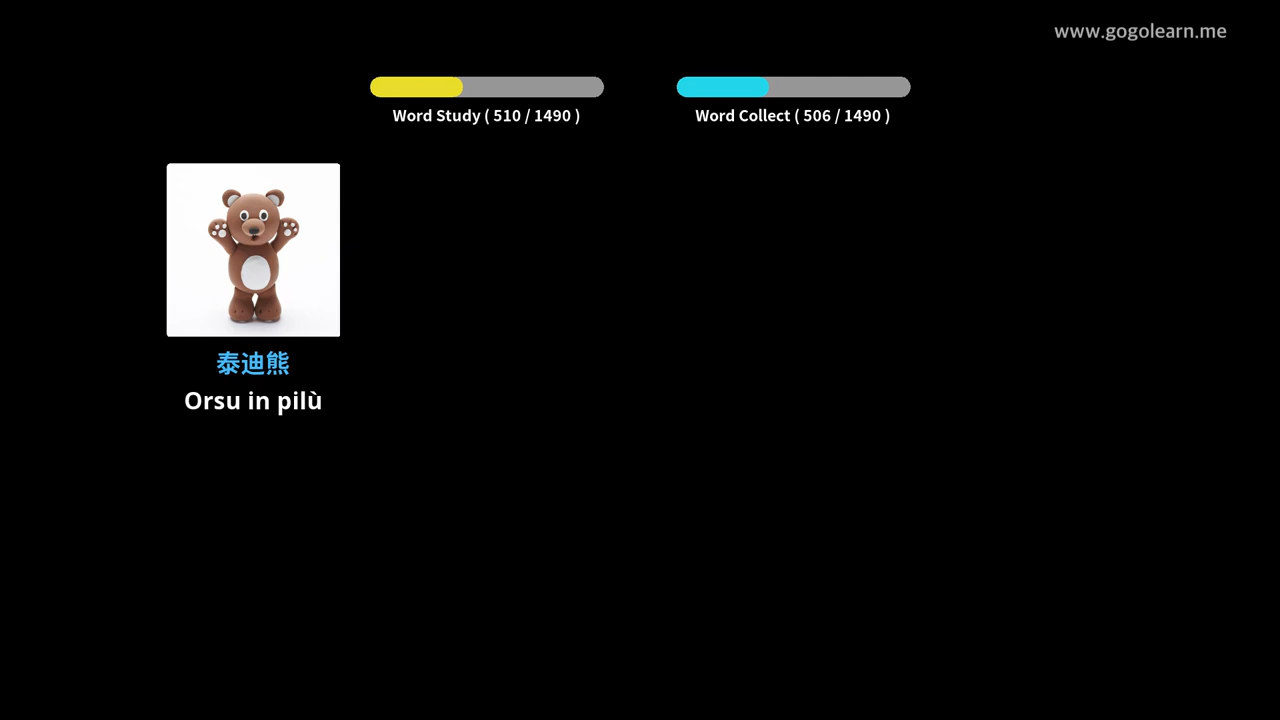 www.gogolearn.me
Word Study ( 510 / 1490 )
Word Collect ( 506 / 1490 )
泰迪熊
Orsu in pilù